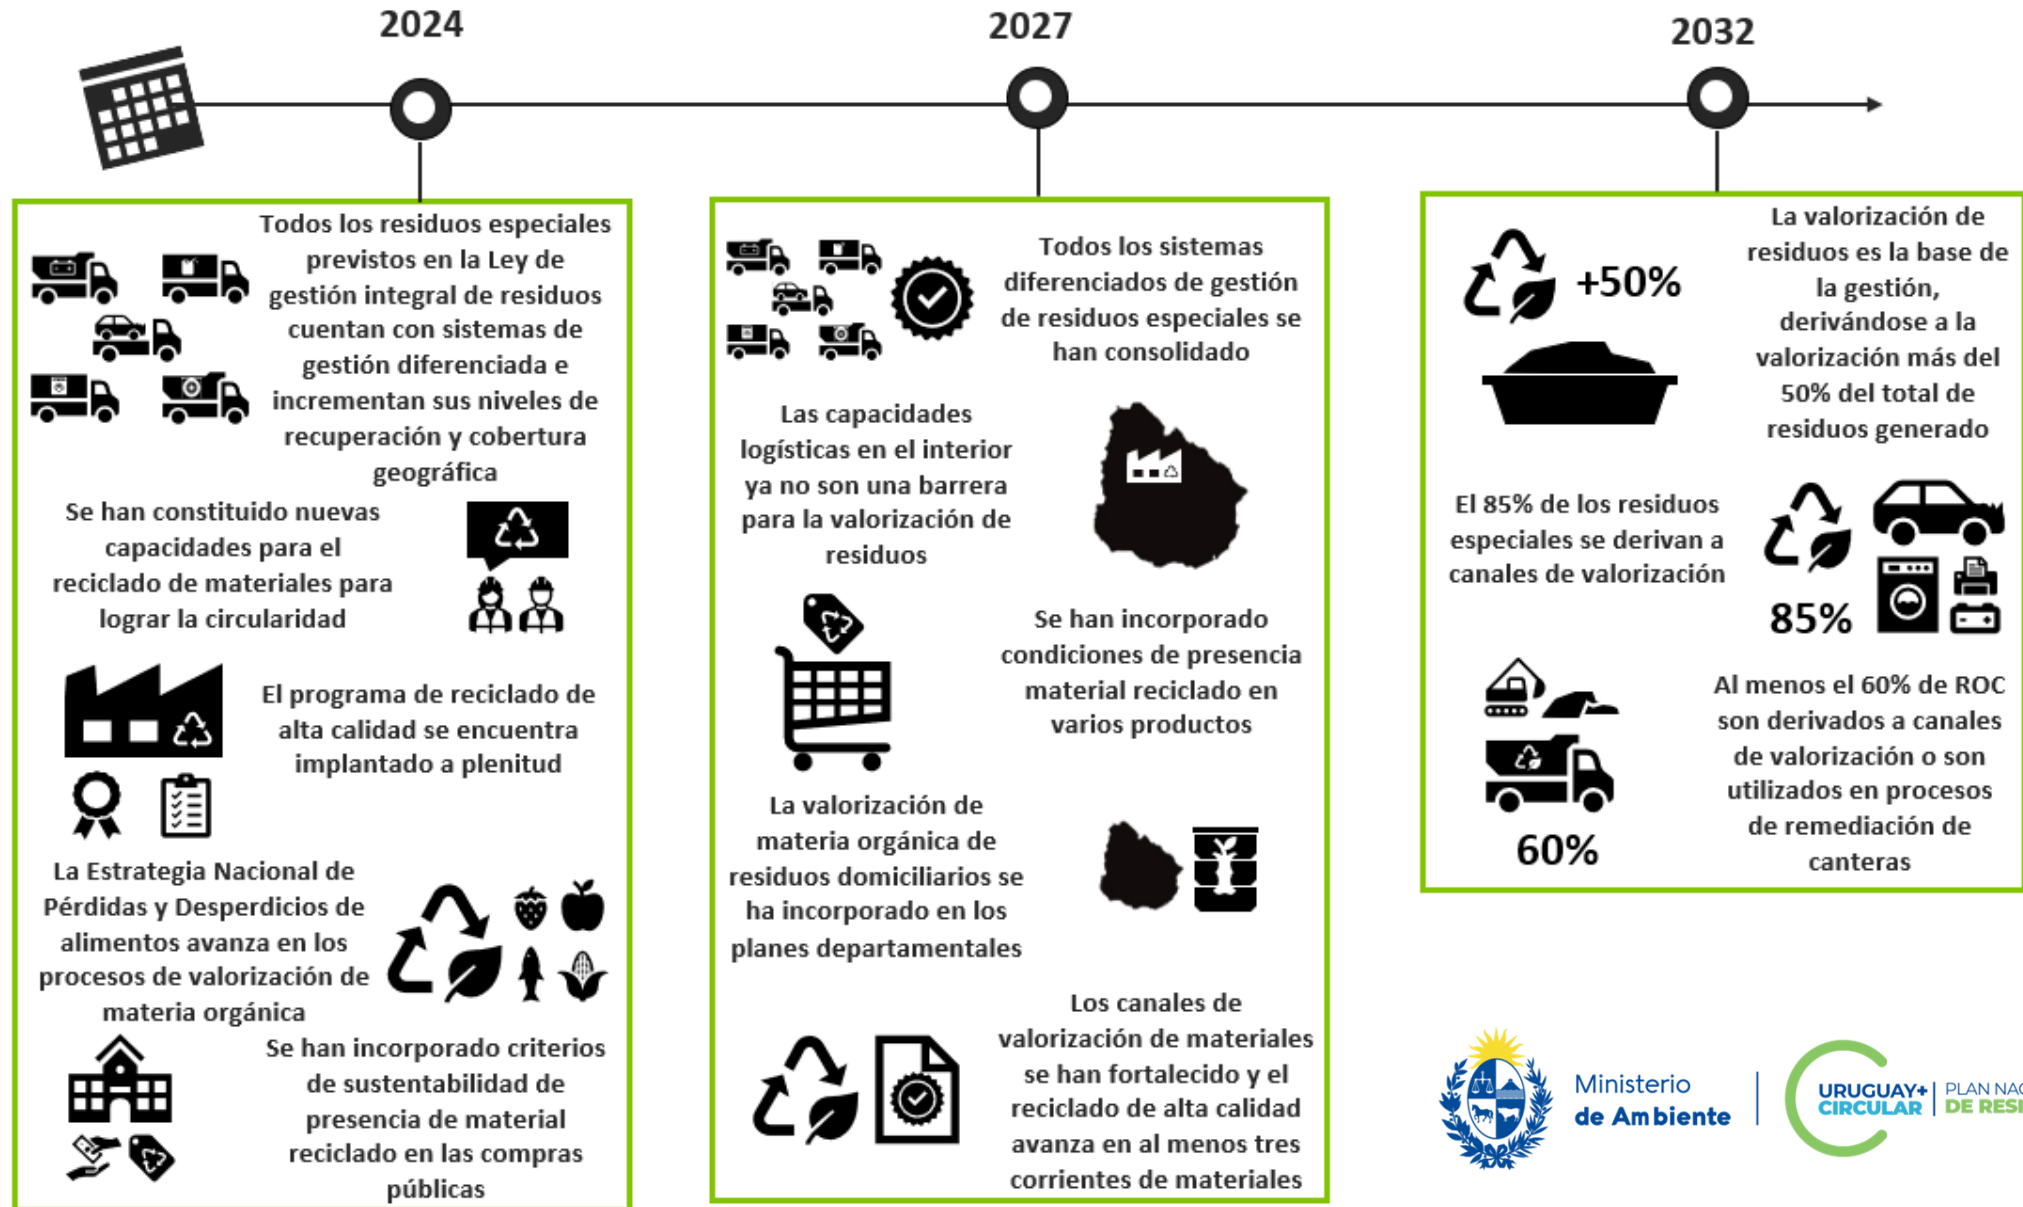 2024
2027
2032
Todos los residuos especiales
previstos en la Ley de
gestión integral de residuos
cuentan con sistemas de
gestión diferenciada e
incrementan sus niveles de
recuperación y cobertura
geográfica
Se han constituido nuevas
capacidades para el
reciclado de materiales para
lograr la circularidad
El programa de reciclado de
alta calidad se encuentra
implantado a plenitud
La Estrategia Nacional de
Pérdidas y Desperdicios de
alimentos avanza en los
procesos de valorización de
materia orgánica
Se han incorporado criterios
de sustentabilidad de
presencia de material
reciclado en las compras
públicas
Todos los sistemas
diferenciados de gestión
de residuos especiales se
han consolidado
Las capacidades
logísticas en el interior
ya no son una barrera
para la valorización de
residuos
Se han incorporado
condiciones de presencia
material reciclado en
varios productos
La valorización de
materia orgánica de
residuos domiciliarios se
ha incorporado en los
planes departamentales
Los canales de
valorización de materiales
se han fortalecido y el
reciclado de alta calidad
avanza en al menos tres
corrientes de materiales
+50%
La valorización de
residuos es la base de
la gestión,
derivándose a la
valorización más del
50% del total de
residuos generado
El 85% de los residuos
especiales se derivan a
canales de valorización
85%
Al menos el 60% de ROC
son derivados a canales
de valorización o son
utilizados en procesos
de remediación de
canteras
60%
Ministerio
de Ambiente
URUGUAY+
CIRCULAR
PLAN NAC
DE RESI